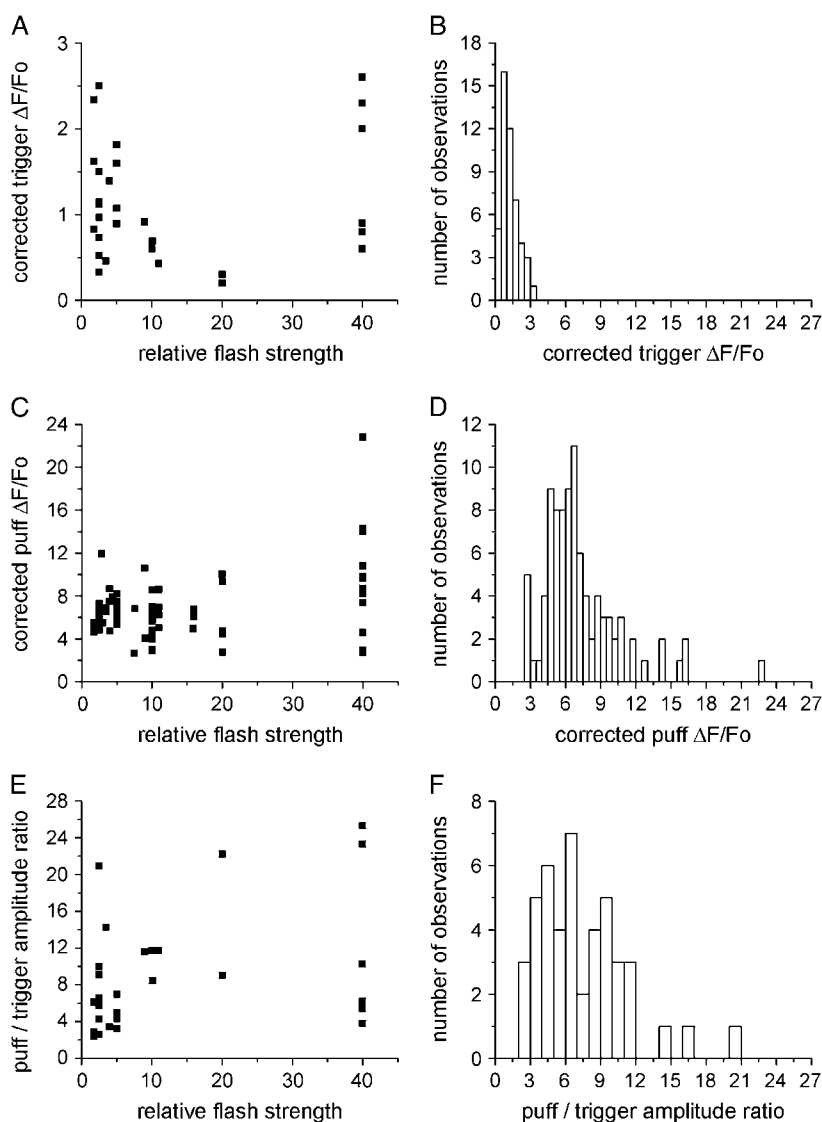 A
corrected trigger ΔF/Fo
3
2
1
0
0 10 20 30 40
relative flash strength
B
number of observations
18
15
12
9
6
3
0
0 3 6 9 12 15 18 21 24 27
corrected trigger ΔF/Fo
C
corrected puff ΔF/Fo
24
20
16
12
8
4
0
0 10 20 30 40
relative flash strength
D
number of observations
12
10
8
6
4
2
0
0 3 6 9 12 15 18 21 24 27
corrected puff ΔF/Fo
E
puff / trigger amplitude ratio
28
24
20
16
12
8
4
0
0 10 20 30 40
relative flash strength
F
number of observations
8
6
4
2
0
0 3 6 9 12 15 18 21 24 27
puff / trigger amplitude ratio